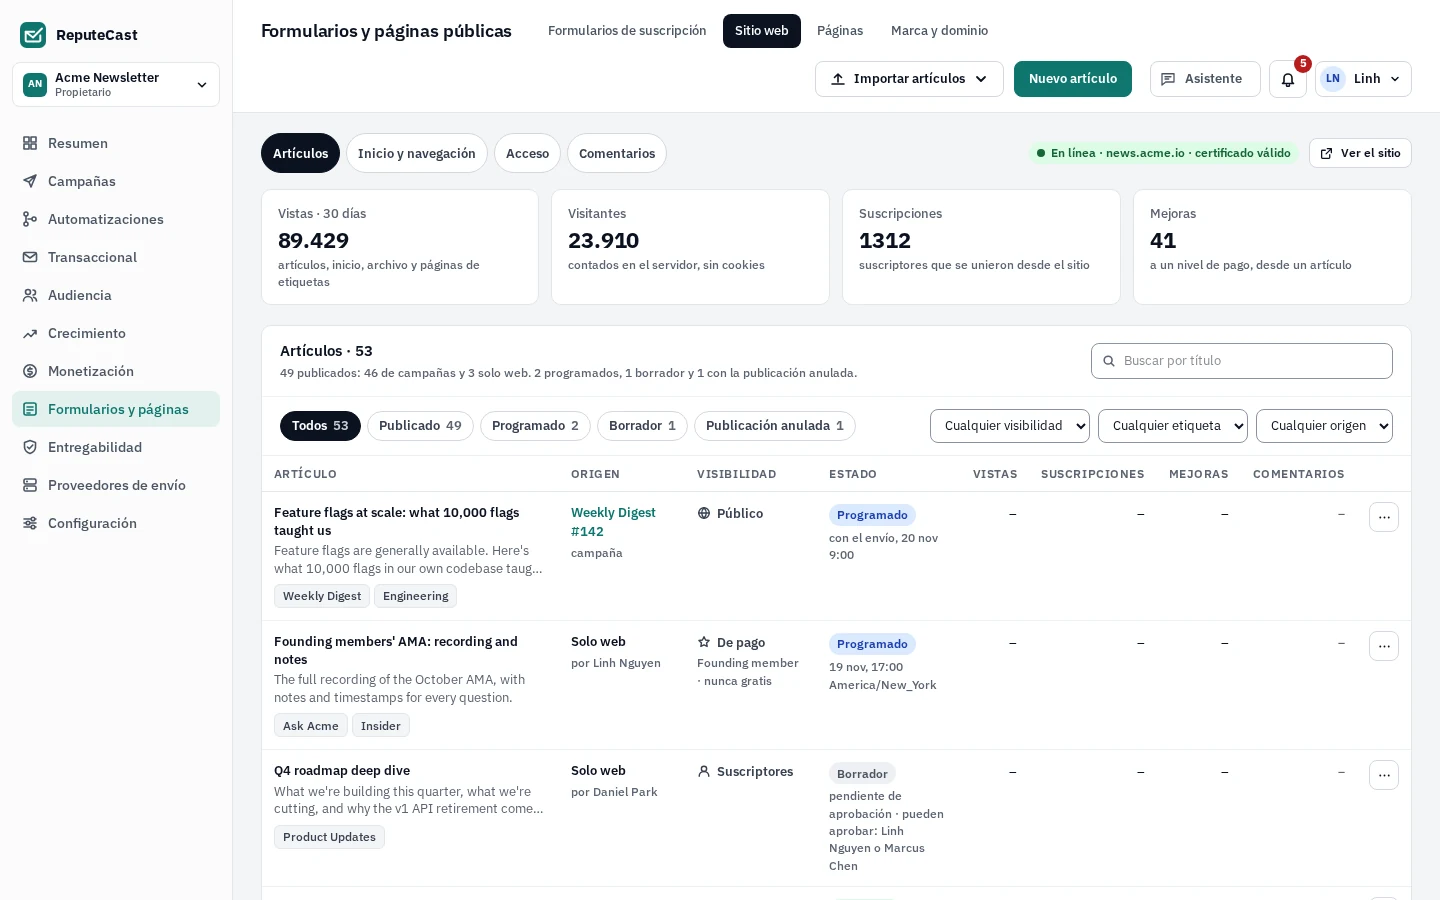 ReputeCast
AN
Acme Newsletter
Propietario
Resumen
Campañas
Automatizaciones
Transaccional
Audiencia
Crecimiento
Monetización
Formularios y páginas
Entregabilidad
Proveedores de envío
Configuración
Formularios y páginas públicas
Formularios de suscripción
Sitio web
Páginas
Marca y dominio
Importar artículos
Nuevo artículo
Asistente
5
LN
Linh
Artículos
Inicio y navegación
Acceso
Comentarios
En línea · news.acme.io · certificado válido
Ver el sitio
Vistas · 30 días
89.429
artículos, inicio, archivo y páginas de
etiquetas
Visitantes
23.910
contados en el servidor, sin cookies
Suscripciones
1312
suscriptores que se unieron desde el sitio
Mejoras
41
a un nivel de pago, desde un artículo
Artículos · 53
49 publicados: 46 de campañas y 3 solo web. 2 programados, 1 borrador y 1 con la publicación anulada.
Buscar por título
Todos 53
Publicado 49
Programado 2
Borrador 1
Publicación anulada 1
Cualquier visibilidad
Cualquier etiqueta
Cualquier origen
ARTÍCULO ORIGEN VISIBILIDAD ESTADO VISTAS SUSCRIPCIONES MEJORAS COMENTARIOS
Feature flags at scale: what 10,000 flags
taught us
Feature flags are generally available. Here's
what 10,000 flags in our own codebase taug…
Weekly Digest
Engineering
Weekly Digest
#142
campaña
Público
Programado
con el envío, 20 nov
9:00
– – – –
Founding members' AMA: recording and
notes
The full recording of the October AMA, with
notes and timestamps for every question.
Ask Acme
Insider
Solo web
por Linh Nguyen
De pago
Founding member
· nunca gratis
Programado
19 nov, 17:00
America/New_York
– – – –
Q4 roadmap deep dive
What we're building this quarter, what we're
cutting, and why the v1 API retirement come…
Product Updates
Solo web
por Daniel Park
Suscriptores
Borrador
pendiente de
aprobación · pueden
aprobar: Linh
Nguyen o Marcus
Chen
– – – –